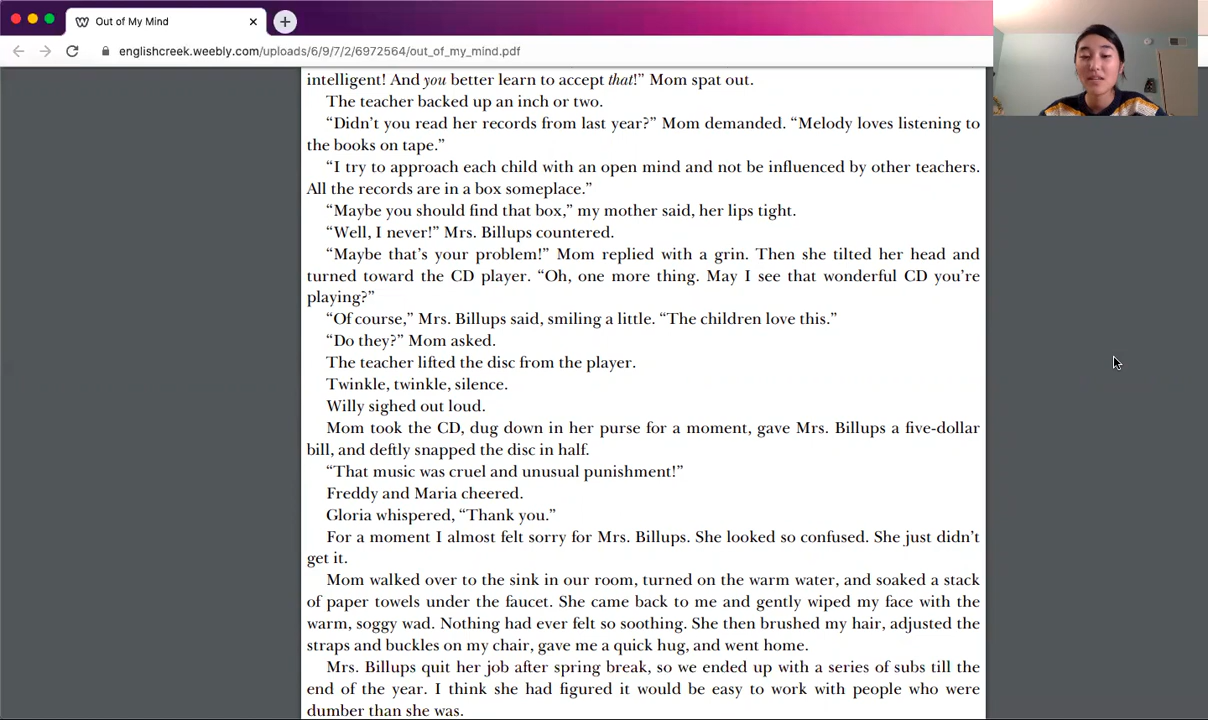 Out of My Mind
englishcreek.weebly.com/uploads/6/9/7/2/6972564/out_of_my_mind.pdf
intelligent! And you better learn to accept that!” Mom spat out.
The teacher backed up an inch or two.
“Didn’t you read her records from last year?” Mom demanded. “Melody loves listening to
the books on tape.”
“I try to approach each child with an open mind and not be influenced by other teachers.
All the records are in a box someplace.”
“Maybe you should find that box,” my mother said, her lips tight.
“Well, I never!” Mrs. Billups countered.
“Maybe that’s your problem!” Mom replied with a grin. Then she tilted her head and
turned toward the CD player. “Oh, one more thing. May I see that wonderful CD you’re
playing?”
“Of course,” Mrs. Billups said, smiling a little. “The children love this.”
“Do they?” Mom asked.
The teacher lifted the disc from the player.
Twinkle, twinkle, silence.
Willy sighed out loud.
Mom took the CD, dug down in her purse for a moment, gave Mrs. Billups a five-dollar
bill, and deftly snapped the disc in half.
“That music was cruel and unusual punishment!”
Freddy and Maria cheered.
Gloria whispered, “Thank you.”
For a moment I almost felt sorry for Mrs. Billups. She looked so confused. She just didn’t
get it.
Mom walked over to the sink in our room, turned on the warm water, and soaked a stack
of paper towels under the faucet. She came back to me and gently wiped my face with the
warm, soggy wad. Nothing had ever felt so soothing. She then brushed my hair, adjusted the
straps and buckles on my chair, gave me a quick hug, and went home.
Mrs. Billups quit her job after spring break, so we ended up with a series of subs till the
end of the year. I think she had figured it would be easy to work with people who were
dumber than she was.